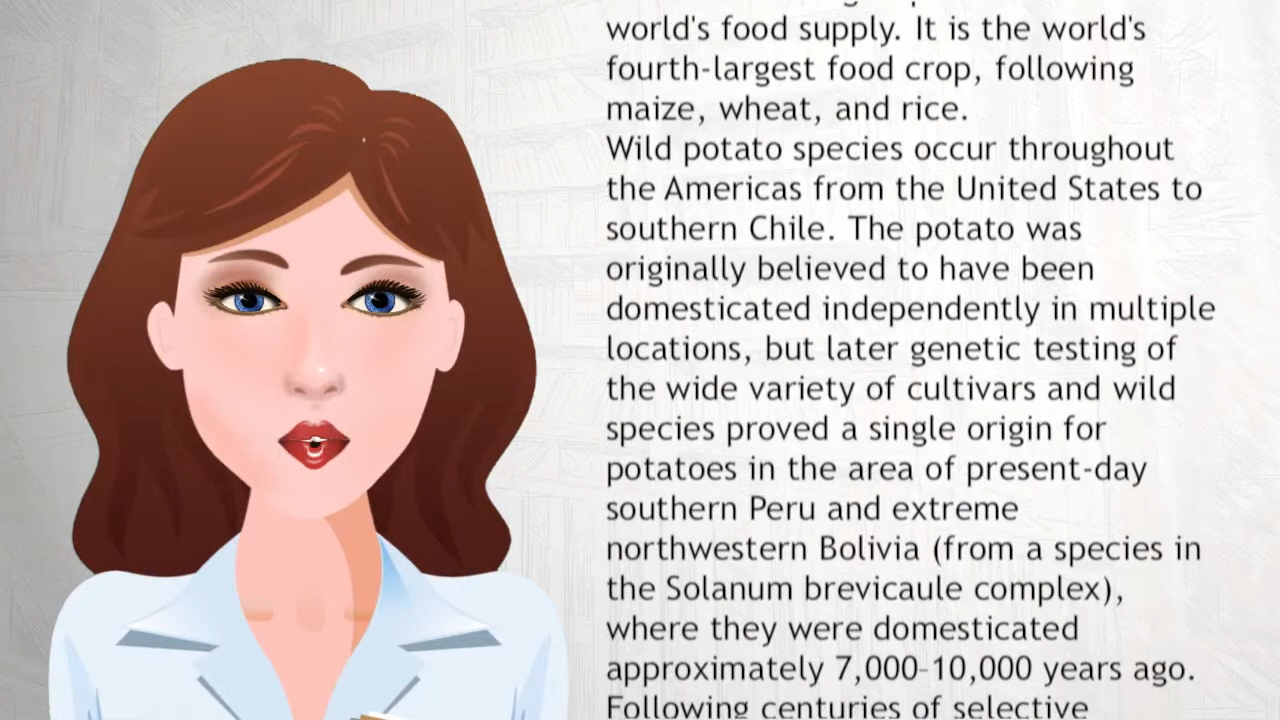 world's food supply. It is the world's
fourth-largest food crop, following
maize, wheat, and rice.
Wild potato species occur throughout
the Americas from the United States to
southern Chile. The potato was
originally believed to have been
domesticated independently in multiple
locations, but later genetic testing of
the wide variety of cultivars and wild
species proved a single origin for
potatoes in the area of present-day
southern Peru and extreme
northwestern Bolivia (from a species in
the Solanum brevicaule complex),
where they were domesticated
approximately 7,000–10,000 years ago.
Following centuries of selective